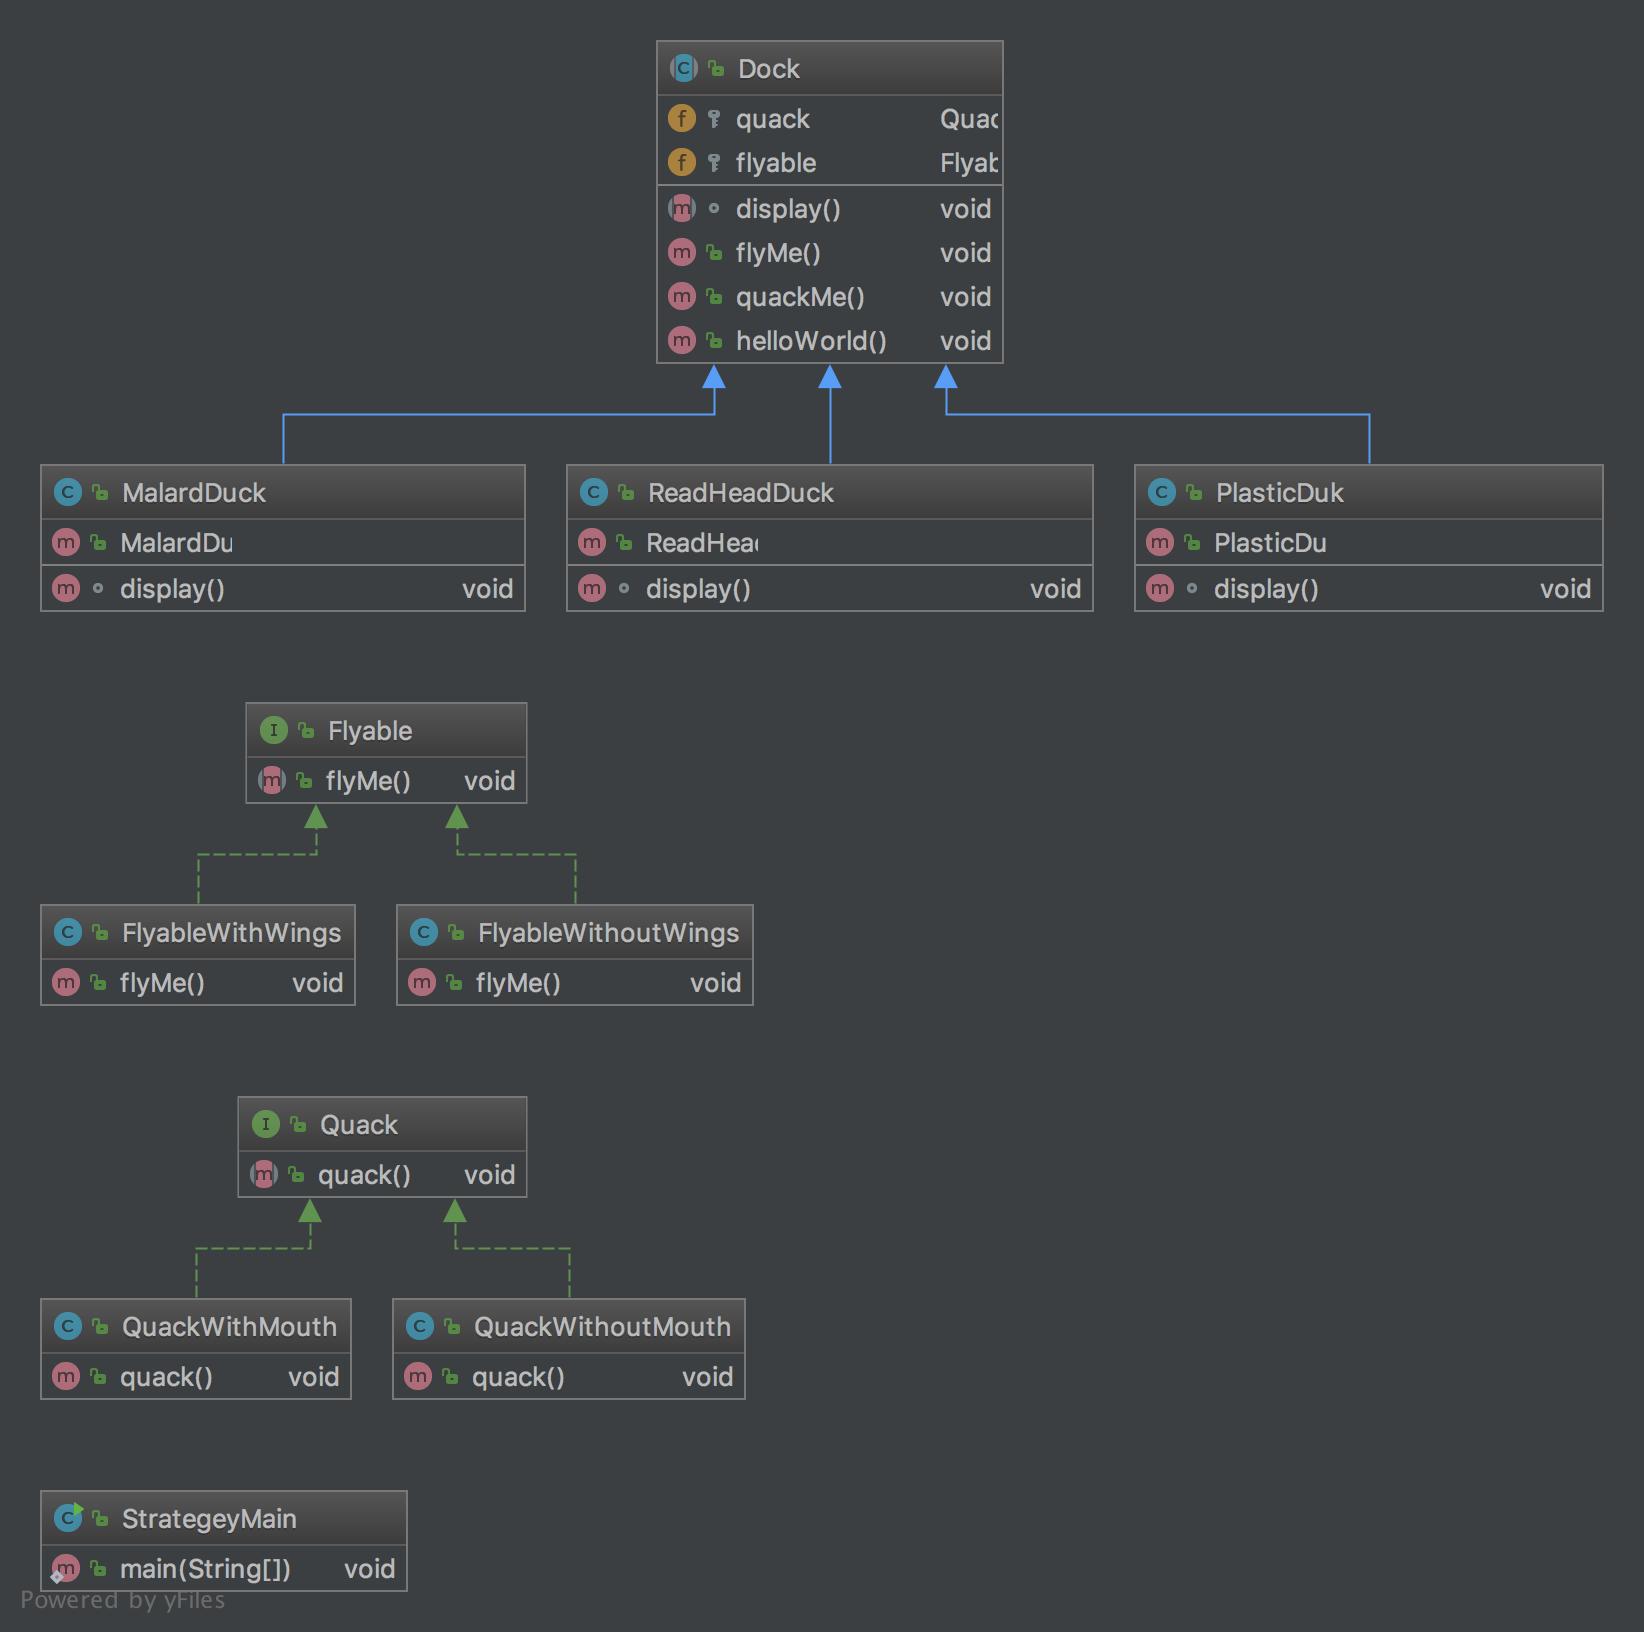 Dock
quack Quac
flyable Flyab
display() void
flyMe() void
quackMe() void
helloWorld() void
MalardDuck
MalardDu
display() void
ReadHeadDuck
ReadHea
display() void
PlasticDuk
PlasticDu
display() void
Flyable
flyMe() void
FlyableWithWings
flyMe() void
FlyableWithoutWings
flyMe() void
Quack
quack() void
QuackWithMouth
quack() void
QuackWithoutMouth
quack() void
StrategeyMain
main(String[]) void
Powered by yFiles